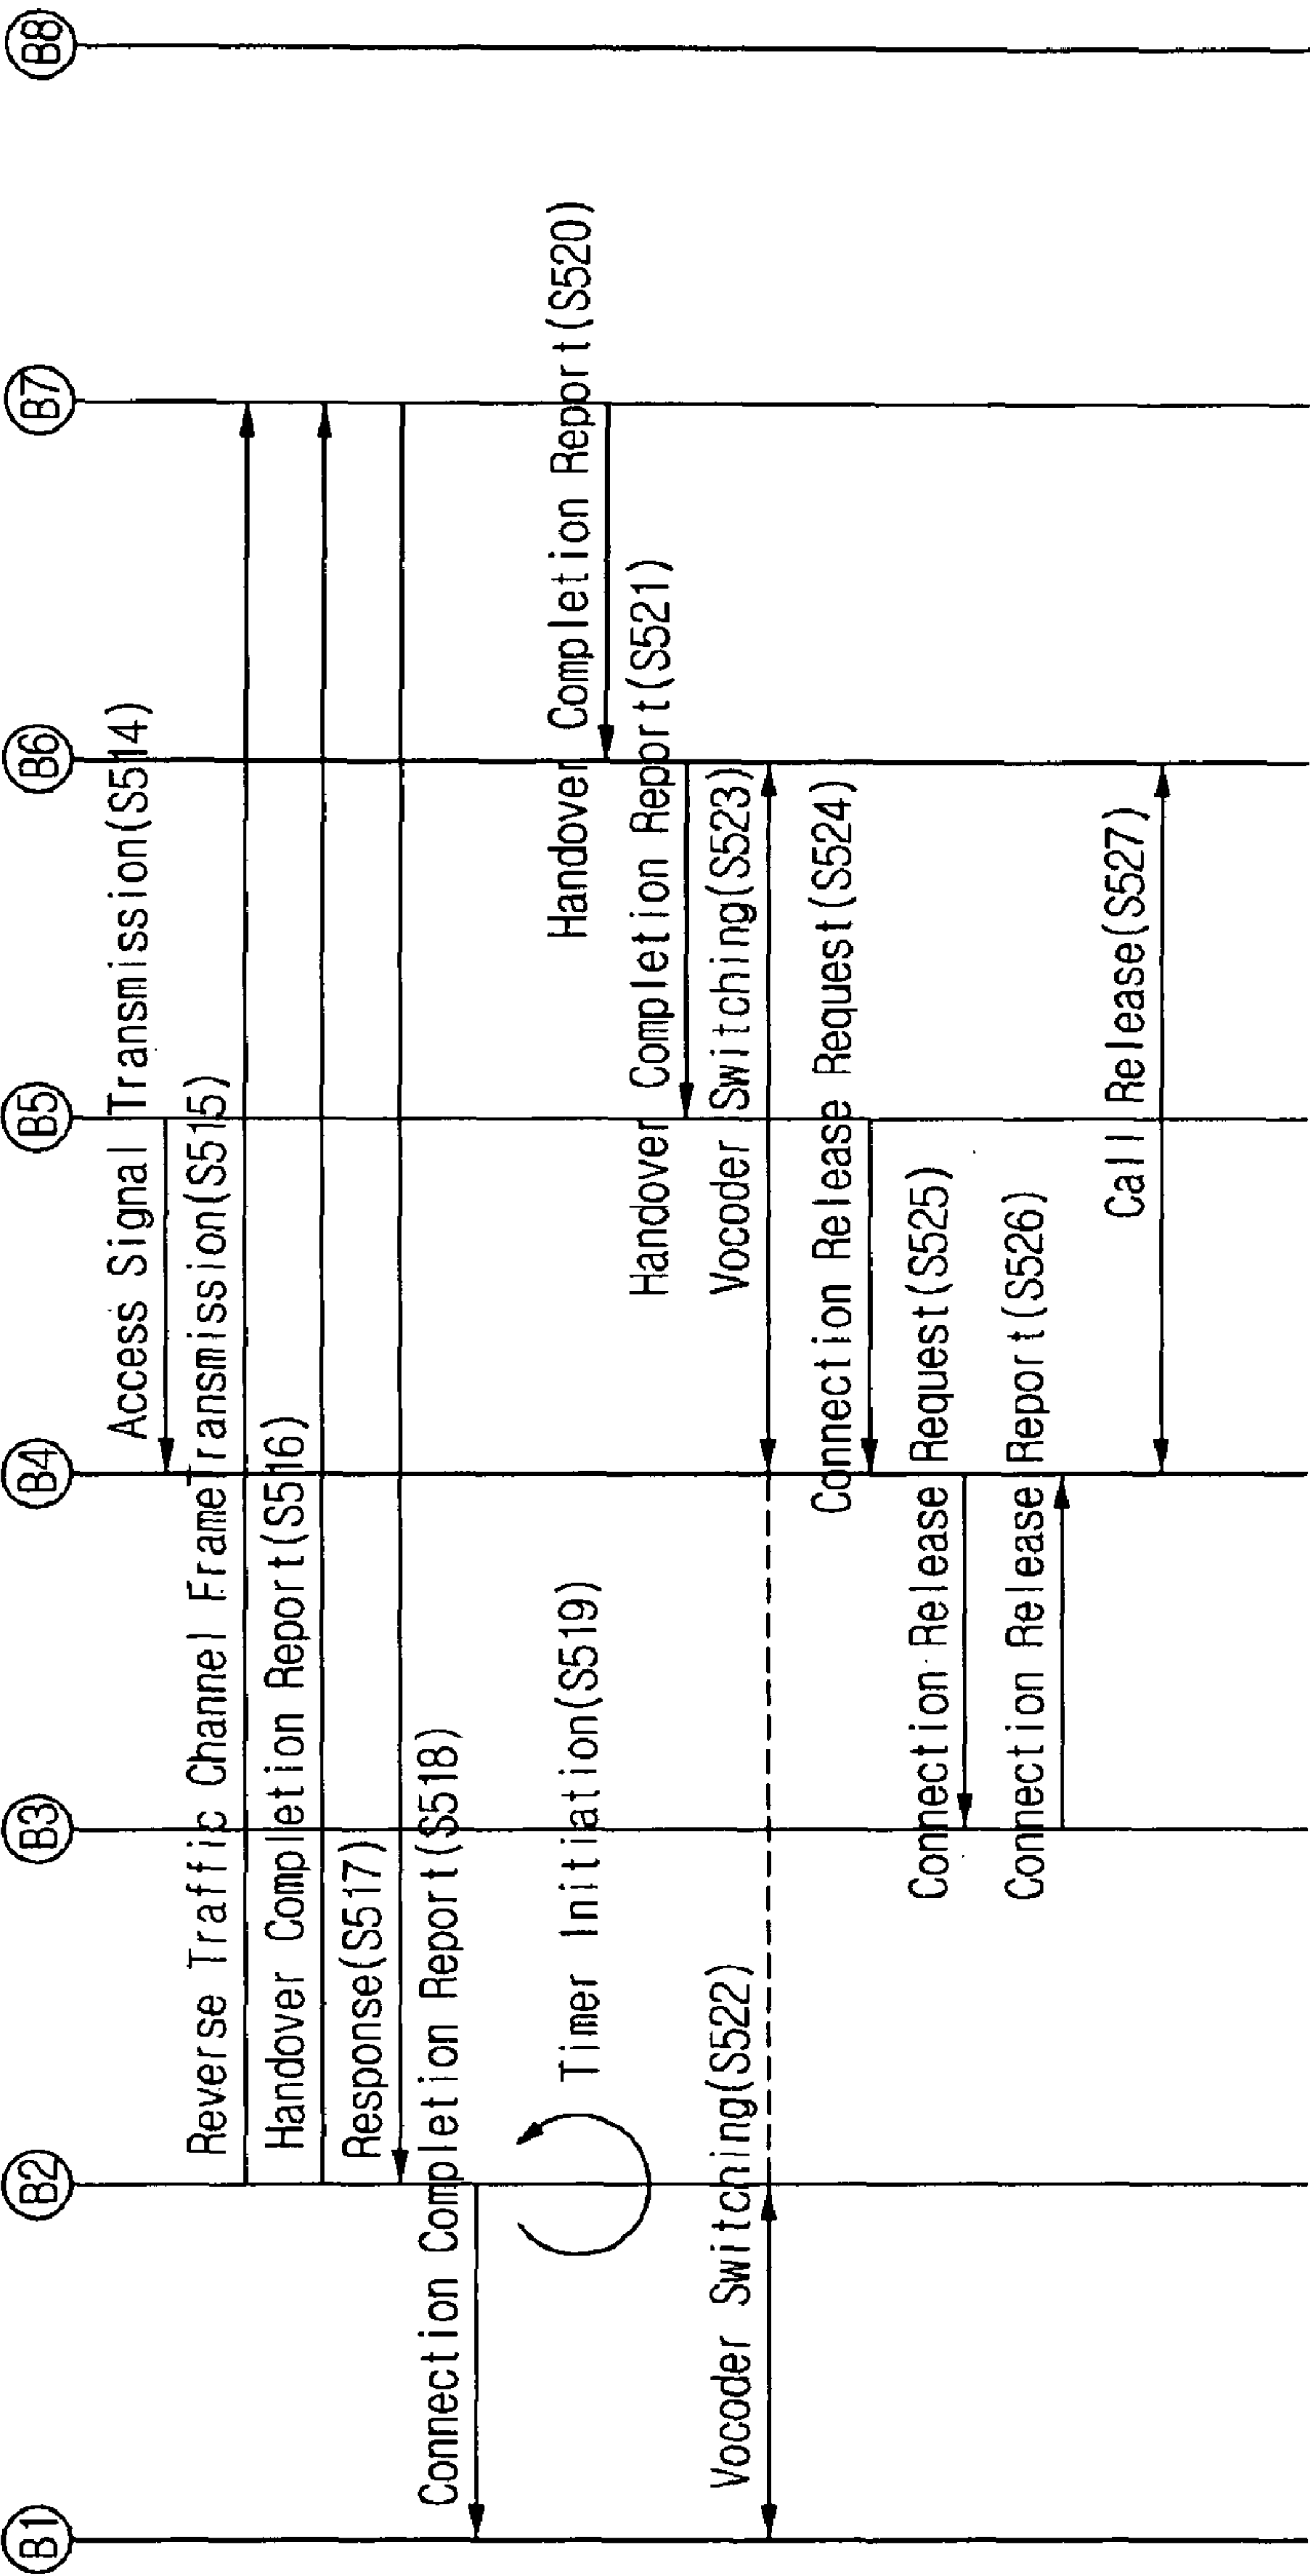 B1
B2
B3
B4
B5
B6
B7
B8
Access Signal Transmission(S514)
Reverse Traffic Channel Frame Transmission(S515)
Handover Completion Report(S516)
Response(S517)
Connection Completion Report(S518)
Timer Initiation(S519)
Handover Completion Report(S520)
Handover Completion Report(S521)
Vocoder Switching(S522)
Vocoder Switching(S523)
Connection Release Request(S524)
Connection Release Request(S525)
Connection Release Report(S526)
Call Release(S527)